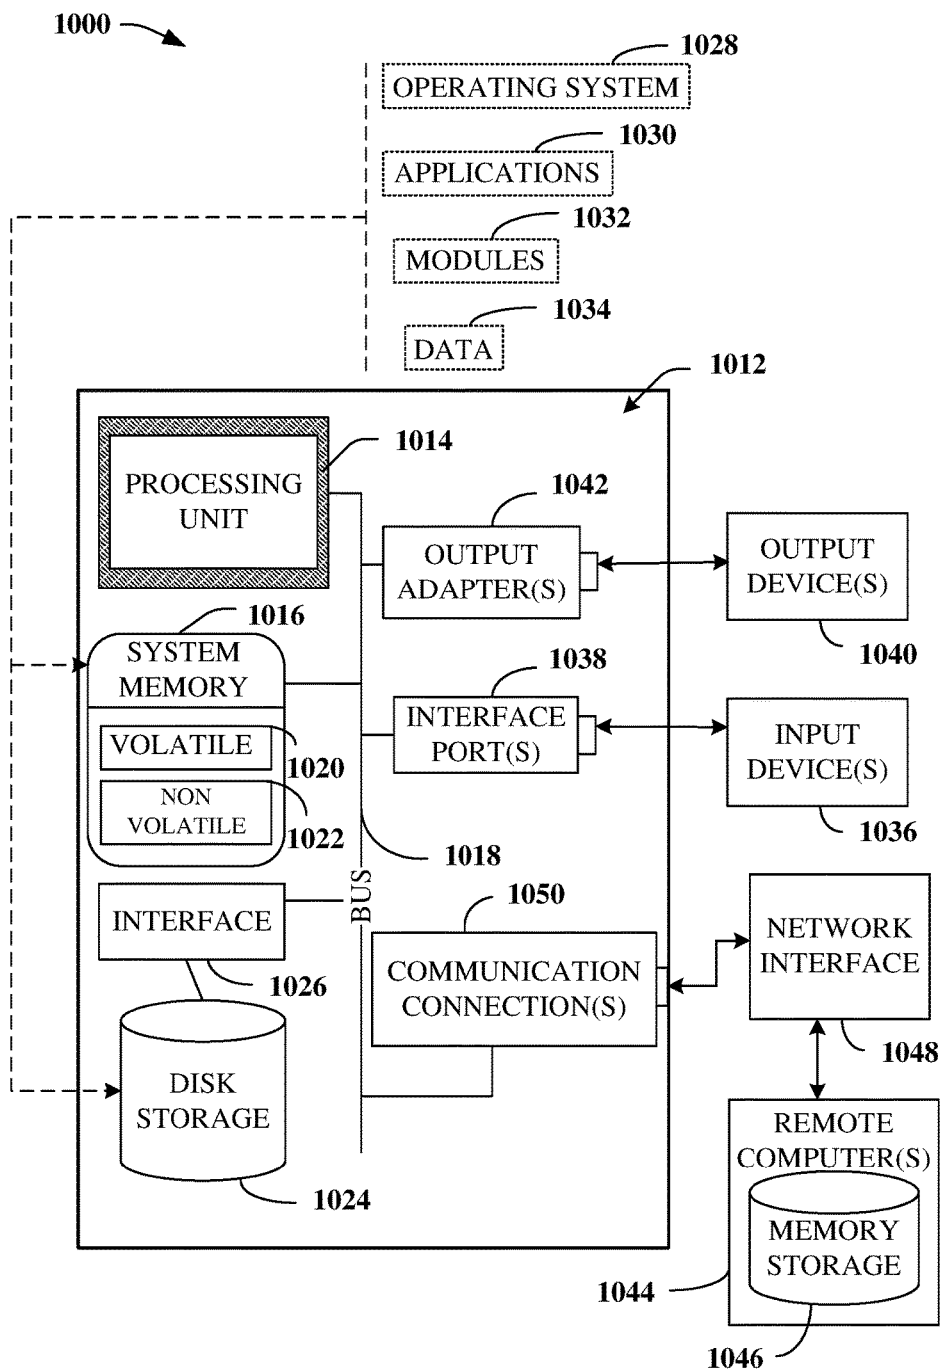 1000
1028
OPERATING SYSTEM
1030
APPLICATIONS
1032
MODULES
1034
DATA
1012
1014
PROCESSING
UNIT
1042
OUTPUT
ADAPTER(S)
OUTPUT
DEVICE(S)
1040
1016
SYSTEM
MEMORY
1038
INTERFACE
PORT(S)
INPUT
DEVICE(S)
1036
VOLATILE
1020
NON
VOLATILE
1022
1018
BUS
INTERFACE
1026
1050
COMMUNICATION
CONNECTION(S)
NETWORK
INTERFACE
1048
DISK
STORAGE
1024
REMOTE
COMPUTER(S)
MEMORY
STORAGE
1044
1046